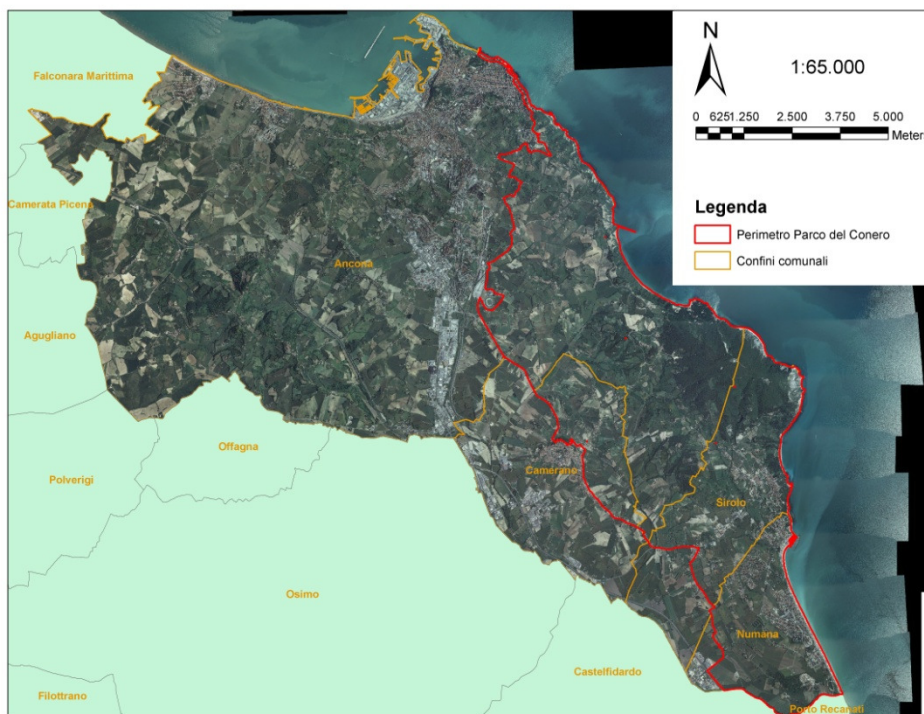 N
1:65.000
0 6251.250 2.500 3.750 5.000
Meter
Legenda
Perimetro Parco del Conero
Confini comunali
Falconara Marittima
Camerata Picena
Ancona
Agugliano
Offagna
Polverigi
Camerano
Sirolo
Osimo
Numana
Castelfidardo
Filottrano
Porto Recanati